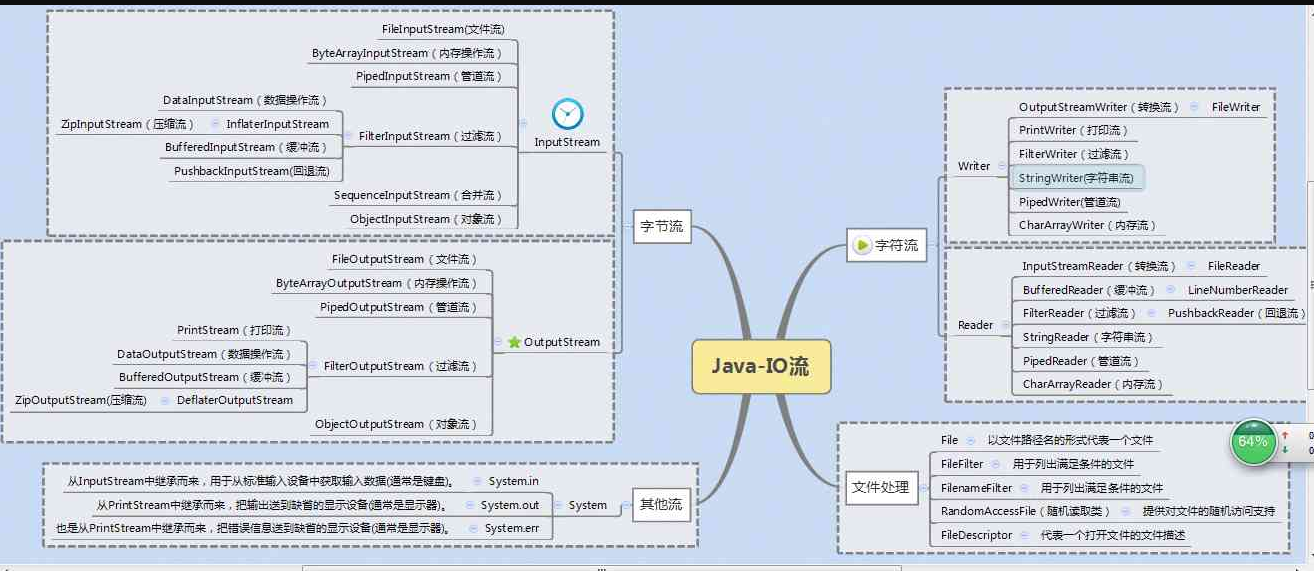 Java-IO流
字节流
InputStream
FileInputStream(文件流)
ByteArrayInputStream（内存操作流）
PipedInputStream（管道流）
FilterInputStream（过滤流）
DataInputStream（数据操作流）
InflaterInputStream
ZipInputStream（压缩流）
BufferedInputStream（缓冲流）
PushbackInputStream(回退流)
SequenceInputStream（合并流）
ObjectInputStream（对象流）
OutputStream
FileOutputStream（文件流）
ByteArrayOutputStream（内存操作流）
PipedOutputStream（管道流）
FilterOutputStream（过滤流）
PrintStream（打印流）
DataOutputStream（数据操作流）
BufferedOutputStream（缓冲流）
DeflaterOutputStream
ZipOutputStream(压缩流)
ObjectOutputStream（对象流）
其他流
System
System.in
从InputStream中继承而来，用于从标准输入设备中获取输入数据(通常是键盘)。
System.out
从PrintStream中继承而来，把输出送到缺省的显示设备(通常是显示器)。
System.err
也是从PrintStream中继承而来，把错误信息送到缺省的显示设备(通常是显示器)。
字符流
Writer
OutputStreamWriter（转换流）
FileWriter
PrintWriter（打印流）
FilterWriter（过滤流）
StringWriter(字符串流)
PipedWriter(管道流)
CharArrayWriter（内存流）
Reader
InputStreamReader（转换流）
FileReader
BufferedReader（缓冲流）
LineNumberReader
FilterReader（过滤流）
PushbackReader（回退流）
StringReader（字符串流）
PipedReader（管道流）
CharArrayReader（内存流）
文件处理
File
以文件路径名的形式代表一个文件
FileFilter
用于列出满足条件的文件
FilenameFilter
用于列出满足条件的文件
RandomAccessFile（随机读取类）
提供对文件的随机访问支持
FileDescriptor
代表一个打开文件的文件描述
64%